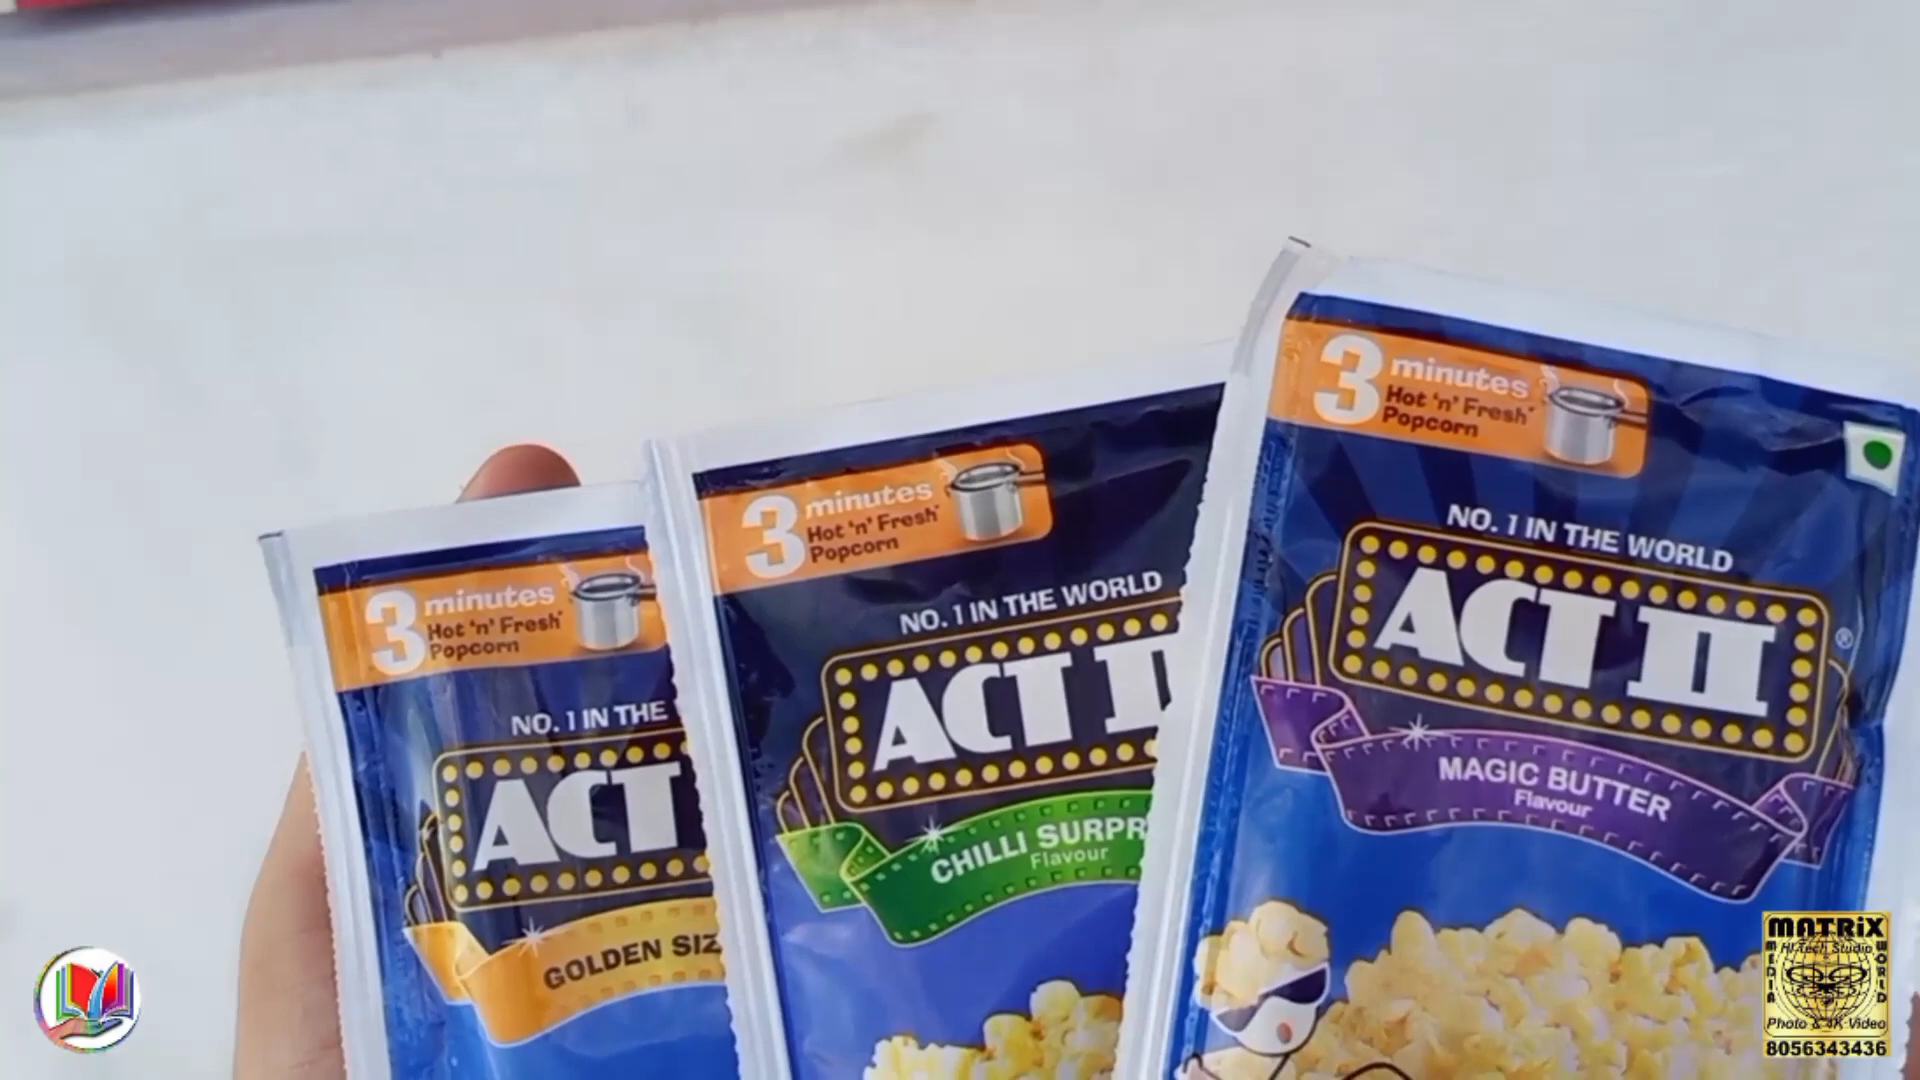 3 minutes
Hot 'n' Fresh*
Popcorn
NO. 1 IN THE
ACT
GOLDEN SIZ
3 minutes
Hot 'n' Fresh*
Popcorn
NO. 1 IN THE WORLD
ACT I
CHILLI SURPR
Flavour
3 minutes
Hot 'n' Fresh*
Popcorn
NO. 1 IN THE WORLD
ACT II ®
MAGIC BUTTER
Flavour
MATRiX
Hi-Tech Studio
MEDIA
WORLD
Photo & 4K Video
8056343436